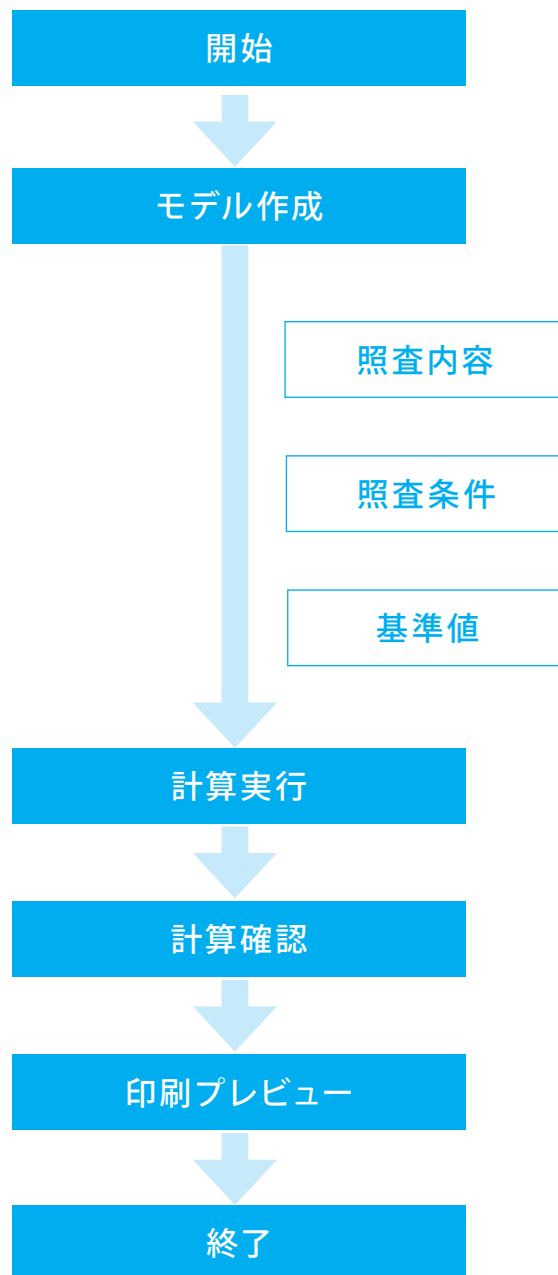 開始
モデル作成
照査内容
照査条件
基準値
計算実行
計算確認
印刷プレビュー
終了